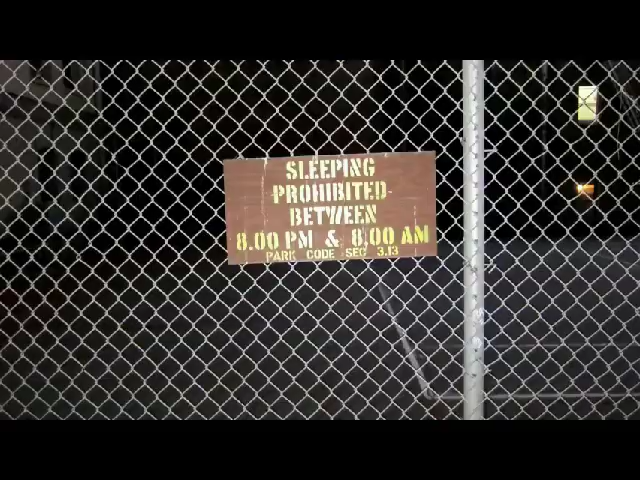 SLEEPING
PROHIBITED
BETWEEN
8.00 PM & 8.00 AM
PARK CODE SEC 3.13